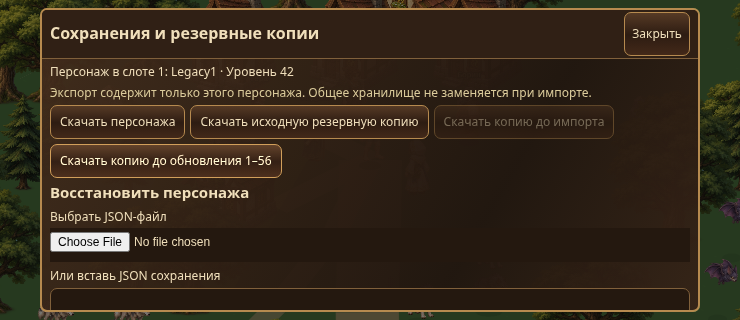 Сохранения и резервные копии
Закрыть
Персонаж в слоте 1: Legacy1 · Уровень 42
Экспорт содержит только этого персонажа. Общее хранилище не заменяется при импорте.
Скачать персонажа
Скачать исходную резервную копию
Скачать копию до импорта
Скачать копию до обновления 1–56
Восстановить персонажа
Выбрать JSON-файл
Choose File No file chosen
Или вставь JSON сохранения